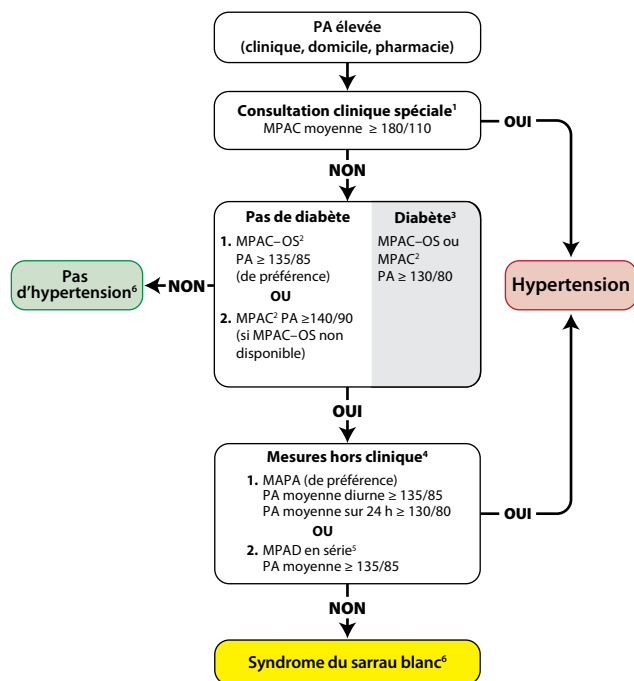 PA élevée
(clinique, domicile, pharmacie)
Consultation clinique spéciale¹
MPAC moyenne ≥ 180/110
OUI
NON
Pas de diabète
1. MPAC–OS²
PA ≥ 135/85
(de préférence)
OU
2. MPAC² PA ≥140/90
(si MPAC–OS non
disponible)
Diabète³
MPAC–OS ou
MPAC²
PA ≥ 130/80
NON
Pas
d'hypertension⁶
Hypertension
OUI
Mesures hors clinique⁴
1. MAPA (de préférence)
PA moyenne diurne ≥ 135/85
PA moyenne sur 24 h ≥ 130/80
OU
2. MPAD en série⁵
PA moyenne ≥ 135/85
OUI
NON
Syndrome du sarrau blanc⁶